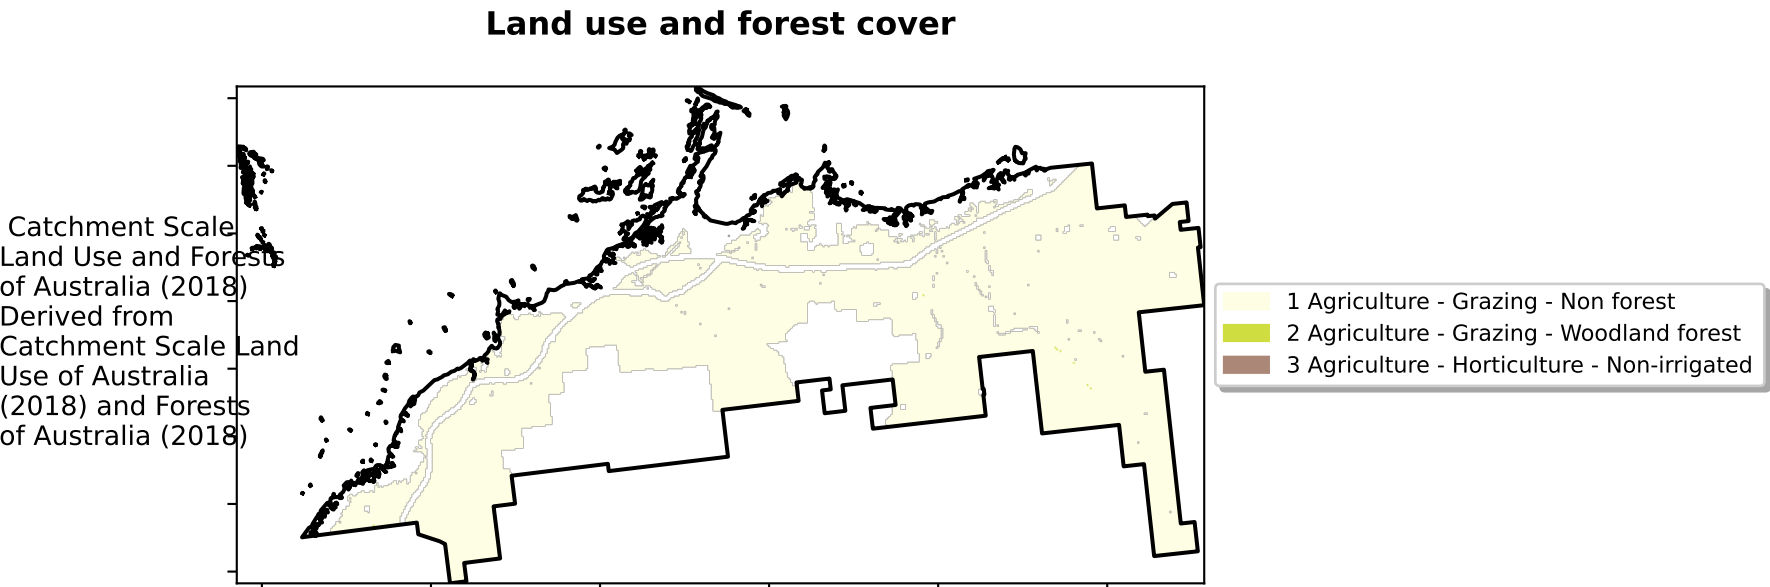 Land use and forest cover
Catchment Scale
Land Use and Forests
of Australia (2018)
Derived from
Catchment Scale Land
Use of Australia
(2018) and Forests
of Australia (2018)
1 Agriculture - Grazing - Non forest
2 Agriculture - Grazing - Woodland forest
3 Agriculture - Horticulture - Non-irrigated